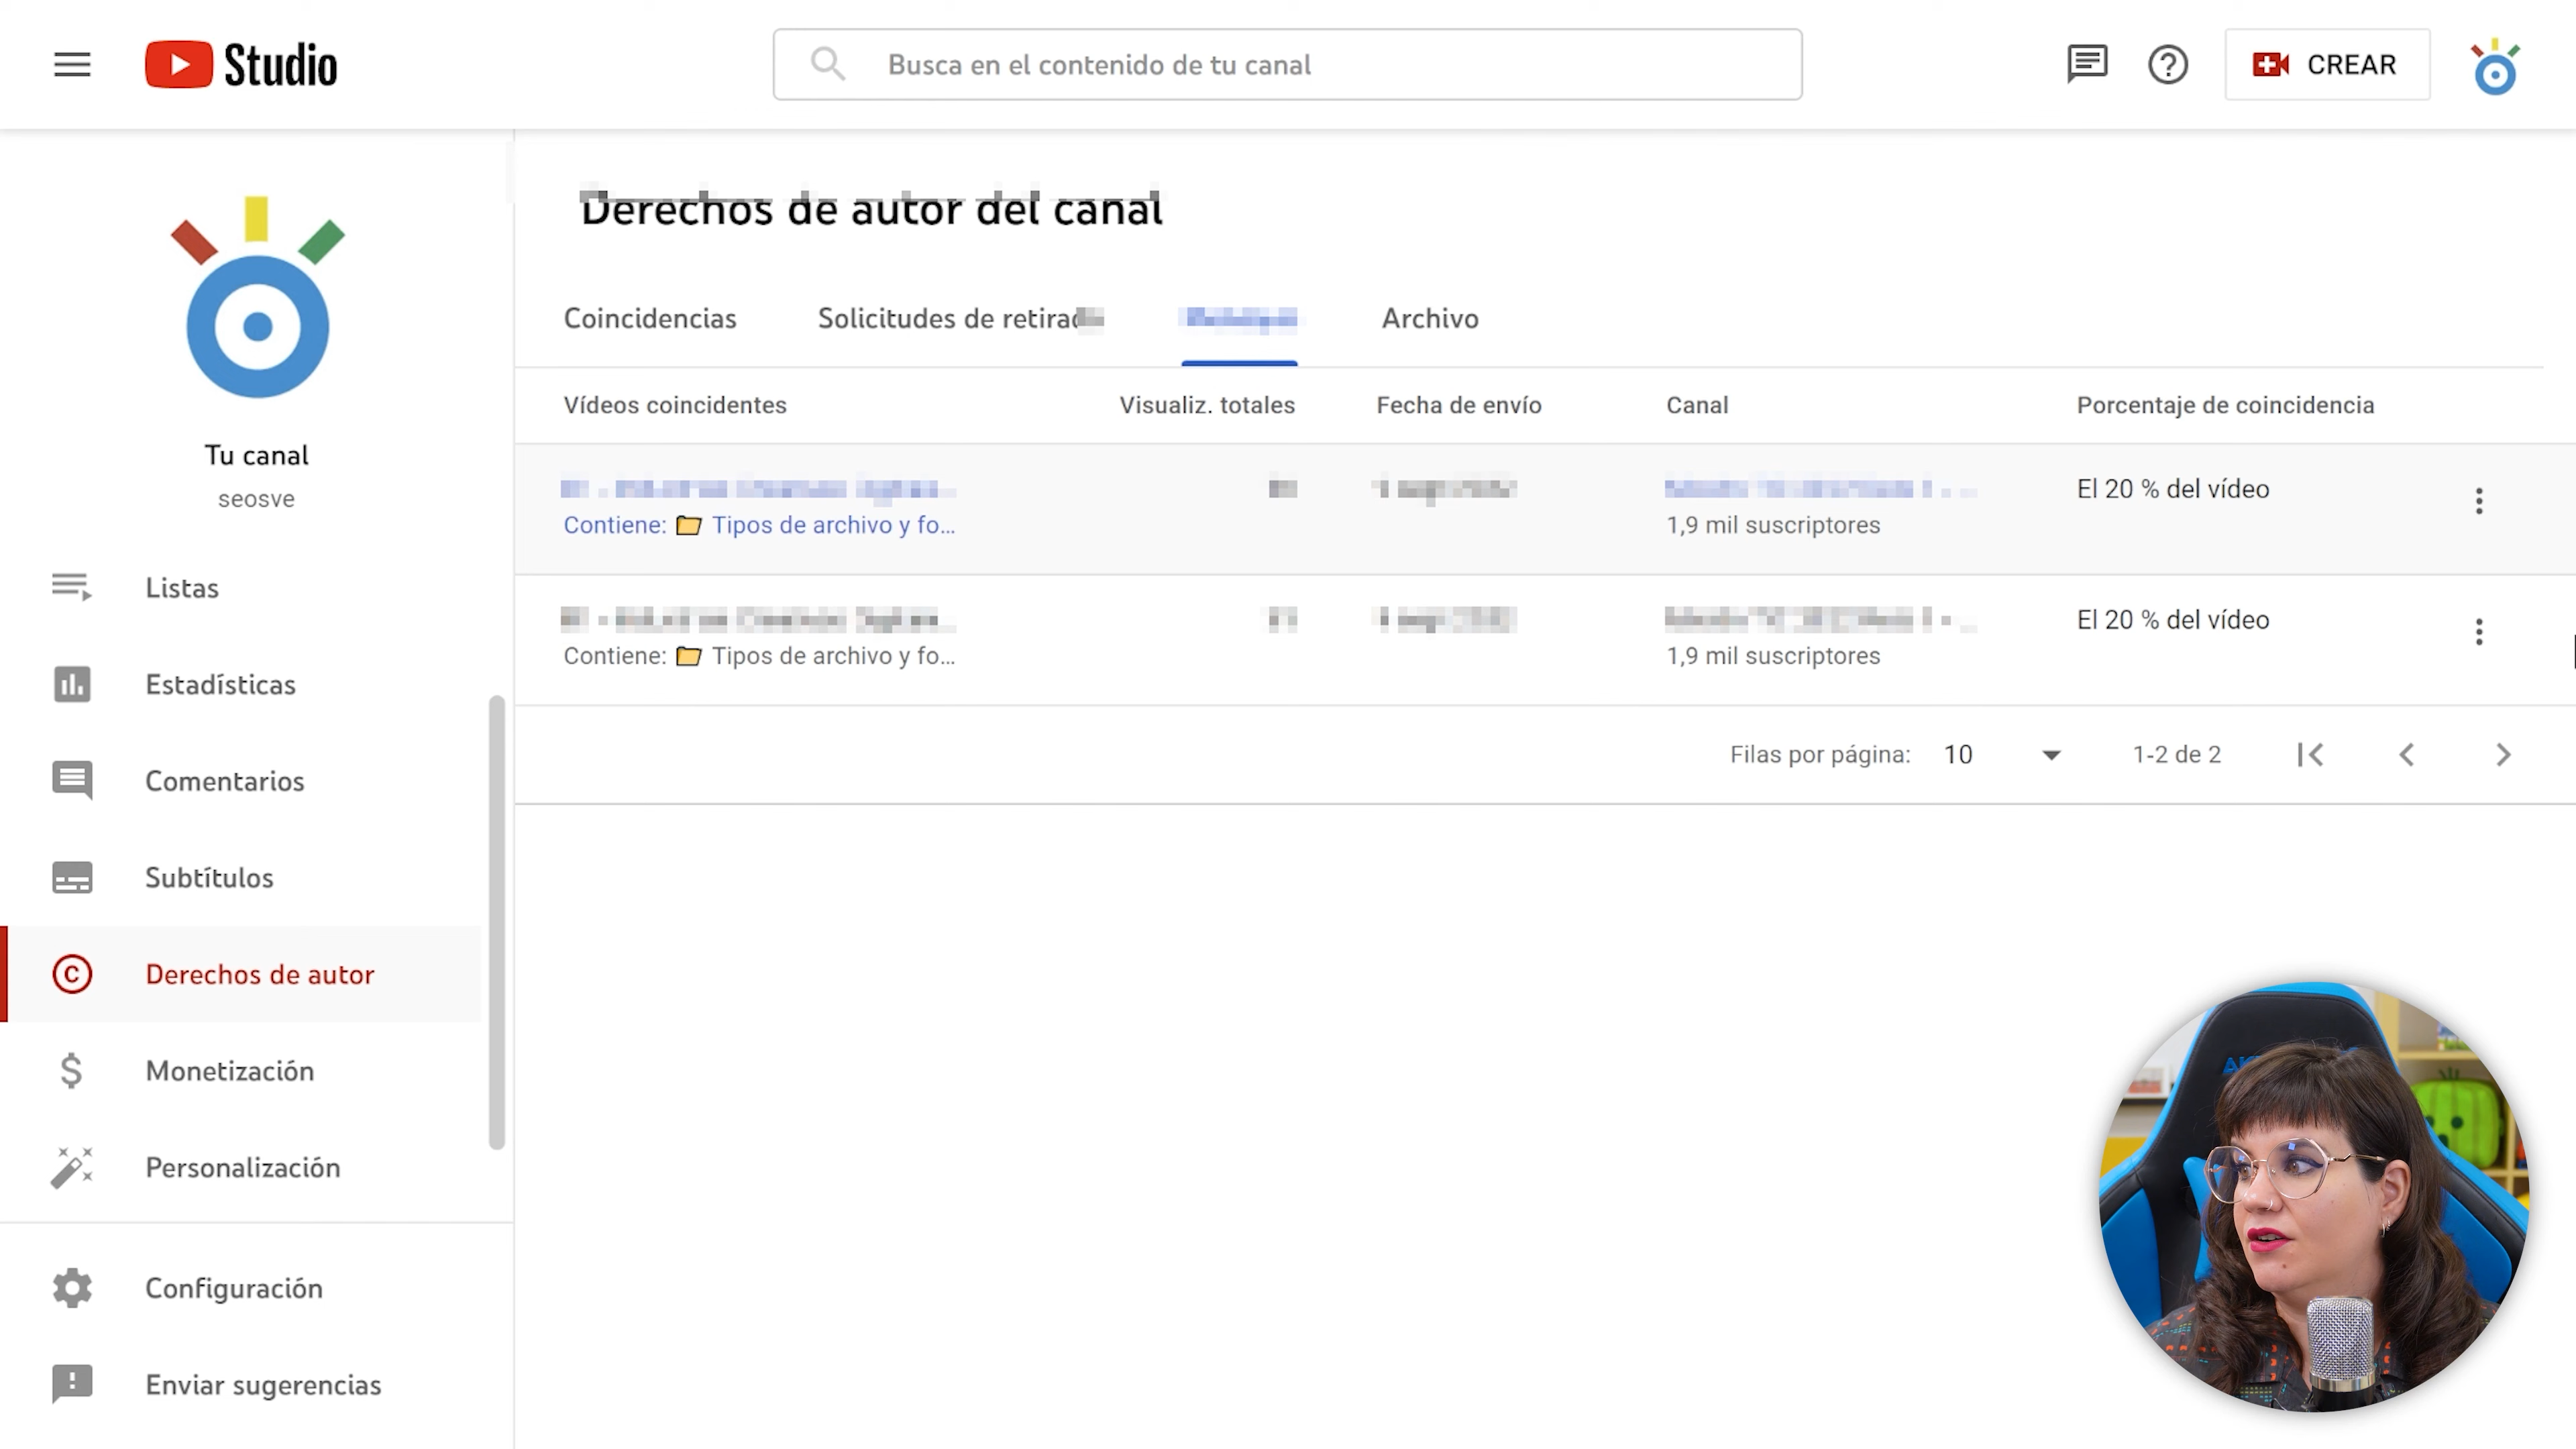 Studio
Busca en el contenido de tu canal
CREAR
Tu canal
seosve
Listas
Estadísticas
Comentarios
Subtítulos
Derechos de autor
Monetización
Personalización
Configuración
Enviar sugerencias
Derechos de autor del canal
Coincidencias Solicitudes de Archivo
Vídeos coincidentes Visualiz. totales Fecha de envío Canal Porcentaje de coincidencia
El 20 % del vídeo
Contiene: 📁 Tipos de archivo y fo... 1,9 mil suscriptores
El 20 % del vídeo
Contiene: 📁 Tipos de archivo y fo... 1,9 mil suscriptores
Filas por página: 10 1-2 de 2